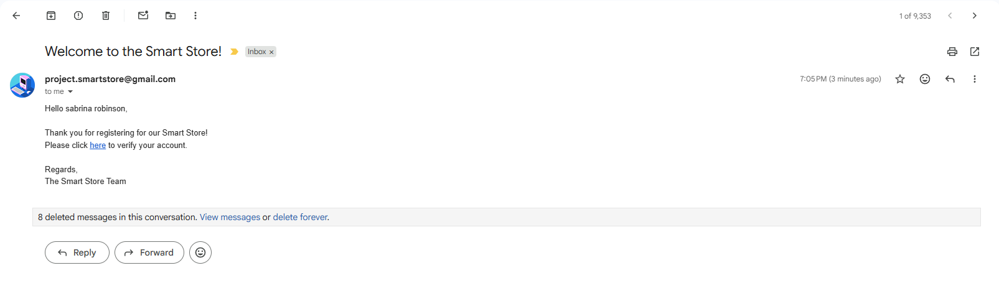 1 of 9,353
Welcome to the Smart Store!
Inbox ×
project.smartstore@gmail.com
7:05 PM (3 minutes ago)
to me
Hello sabrina robinson,
Thank you for registering for our Smart Store!
Please click here to verify your account.
Regards,
The Smart Store Team
8 deleted messages in this conversation. View messages or delete forever.
Reply
Forward